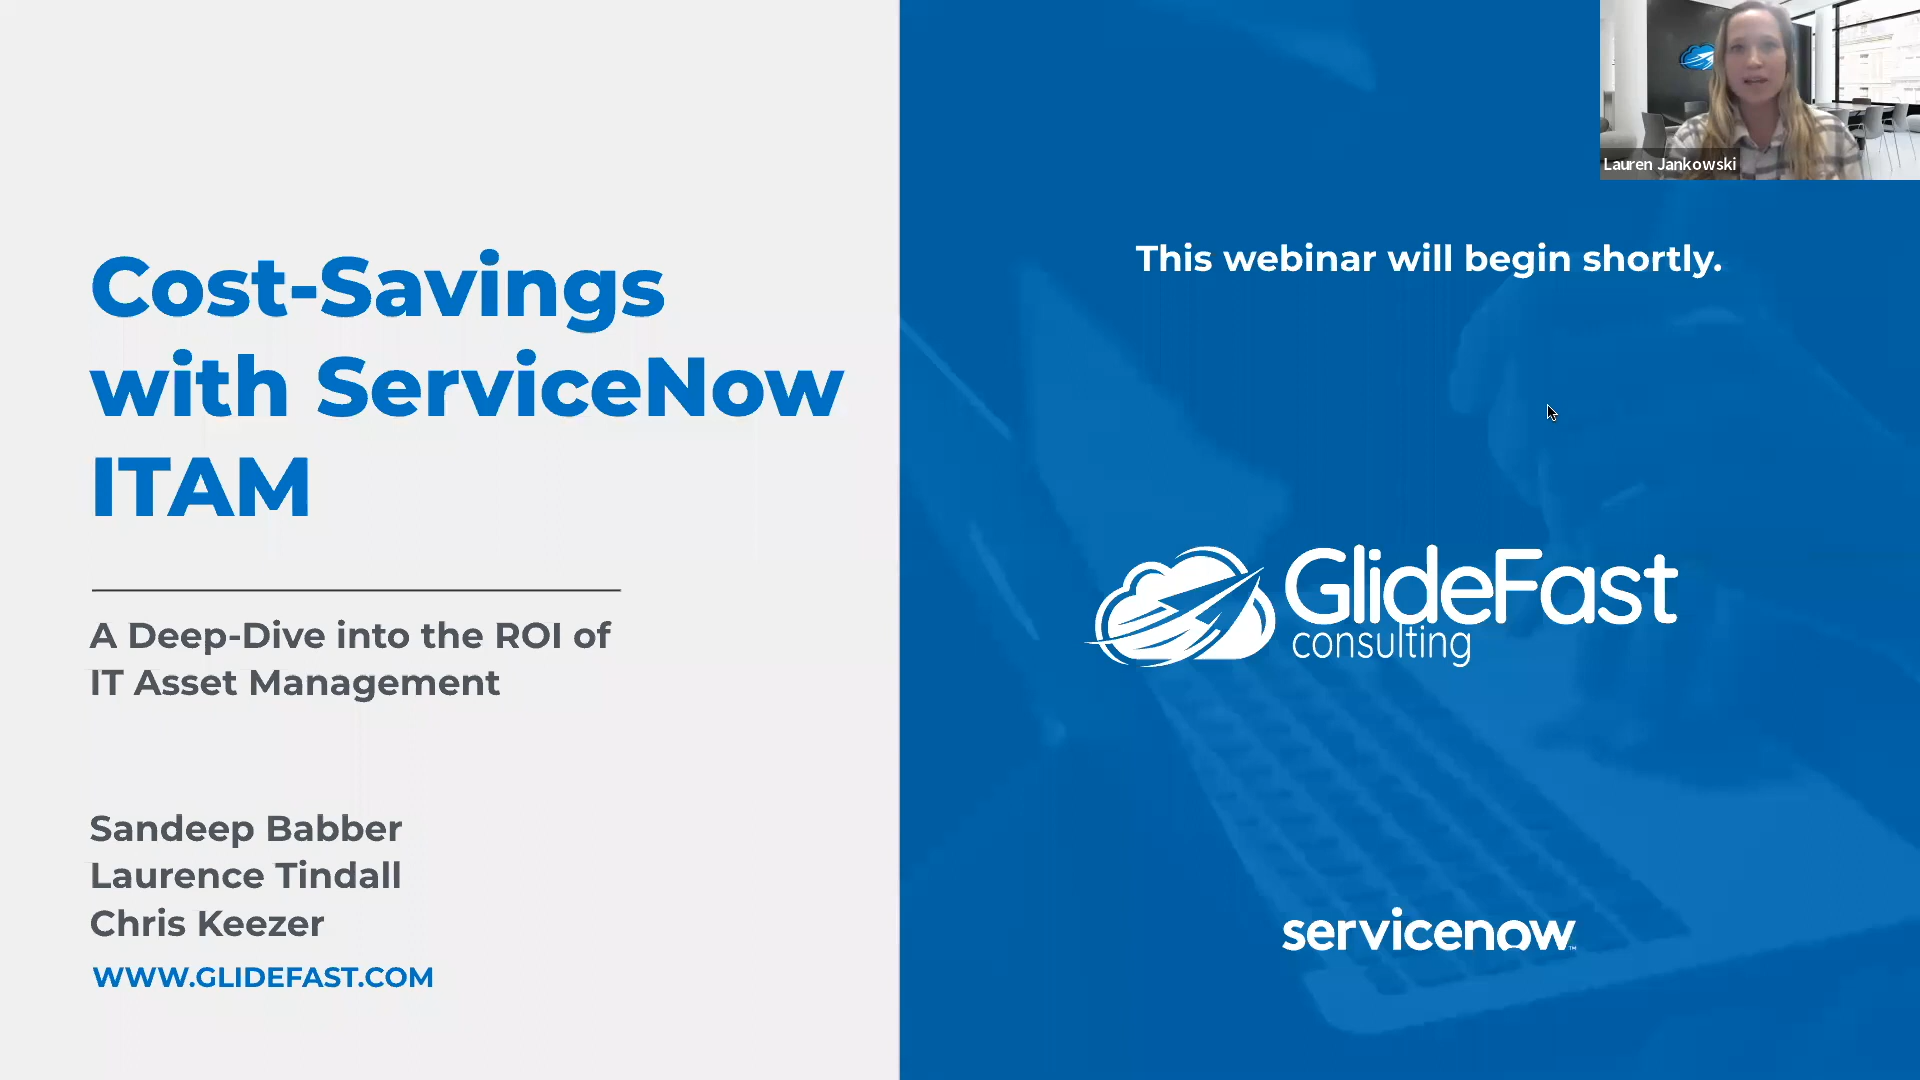 Cost-Savings
with ServiceNow
ITAM
A Deep-Dive into the ROI of
IT Asset Management
Sandeep Babber
Laurence Tindall
Chris Keezer
WWW.GLIDEFAST.COM
Lauren Jankowski
This webinar will begin shortly.
GlideFast
consulting
servicenow™